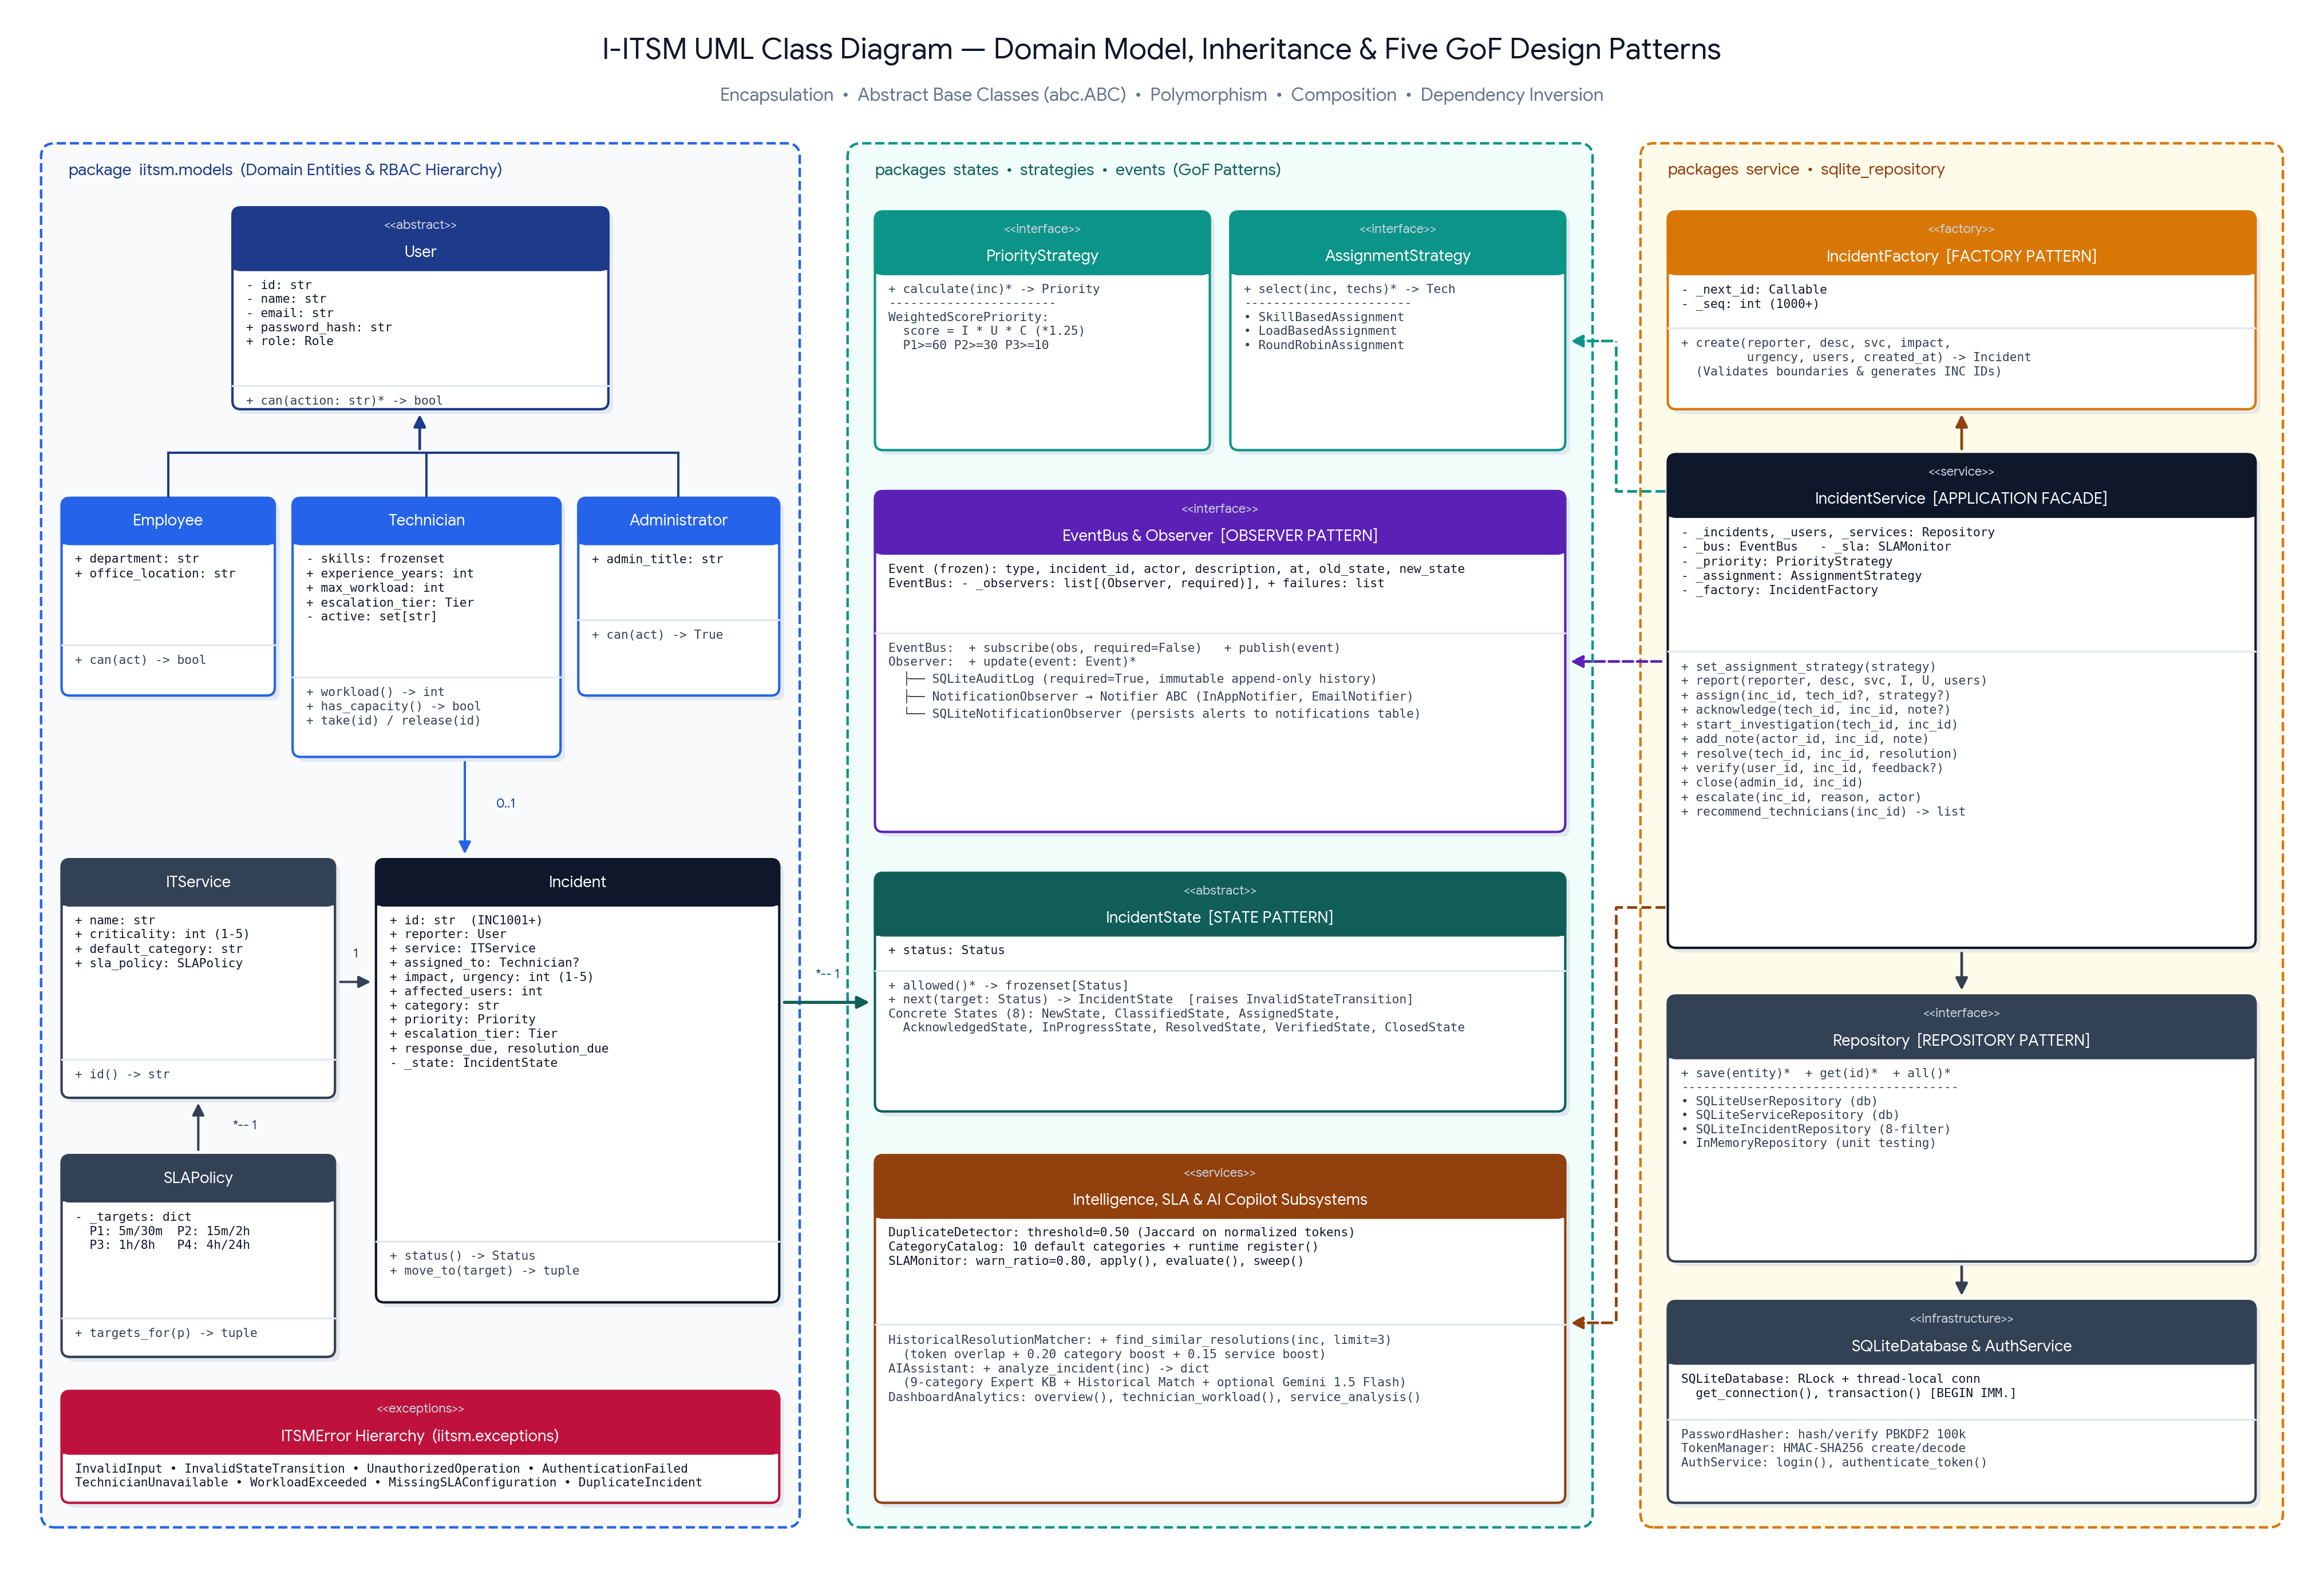 I-ITSM UML Class Diagram — Domain Model, Inheritance & Five GoF Design Patterns
Encapsulation • Abstract Base Classes (abc.ABC) • Polymorphism • Composition • Dependency Inversion
package iitsm.models (Domain Entities & RBAC Hierarchy)
<<abstract>>
User
- id: str
- name: str
- email: str
+ password_hash: str
+ role: Role
+ can(action: str)* -> bool
Employee
+ department: str
+ office_location: str
+ can(act) -> bool
Technician
- skills: frozenset
+ experience_years: int
+ max_workload: int
+ escalation_tier: Tier
- active: set[str]
+ workload() -> int
+ has_capacity() -> bool
+ take(id) / release(id)
Administrator
+ admin_title: str
+ can(act) -> True
0..1
ITService
+ name: str
+ criticality: int (1-5)
+ default_category: str
+ sla_policy: SLAPolicy
+ id() -> str
1
Incident
+ id: str  (INC1001+)
+ reporter: User
+ service: ITService
+ assigned_to: Technician?
+ impact, urgency: int (1-5)
+ affected_users: int
+ category: str
+ priority: Priority
+ escalation_tier: Tier
+ response_due, resolution_due
- _state: IncidentState
+ status() -> Status
+ move_to(target) -> tuple
*-- 1
SLAPolicy
- _targets: dict
P1: 5m/30m  P2: 15m/2h
P3: 1h/8h   P4: 4h/24h
+ targets_for(p) -> tuple
<<exceptions>>
ITSMError Hierarchy (iitsm.exceptions)
InvalidInput • InvalidStateTransition • UnauthorizedOperation • AuthenticationFailed
TechnicianUnavailable • WorkloadExceeded • MissingSLAConfiguration • DuplicateIncident
*-- 1
packages states • strategies • events (GoF Patterns)
<<interface>>
PriorityStrategy
+ calculate(inc)* -> Priority
-----------------------
WeightedScorePriority:
score = I * U * C (*1.25)
P1>=60 P2>=30 P3>=10
<<interface>>
AssignmentStrategy
+ select(inc, techs)* -> Tech
-----------------------
• SkillBasedAssignment
• LoadBasedAssignment
• RoundRobinAssignment
<<interface>>
EventBus & Observer [OBSERVER PATTERN]
Event (frozen): type, incident_id, actor, description, at, old_state, new_state
EventBus: - _observers: list[(Observer, required)], + failures: list
EventBus:  + subscribe(obs, required=False)   + publish(event)
Observer:  + update(event: Event)*
├── SQLiteAuditLog (required=True, immutable append-only history)
├── NotificationObserver → Notifier ABC (InAppNotifier, EmailNotifier)
└── SQLiteNotificationObserver (persists alerts to notifications table)
<<abstract>>
IncidentState [STATE PATTERN]
+ status: Status
+ allowed()* -> frozenset[Status]
+ next(target: Status) -> IncidentState  [raises InvalidStateTransition]
Concrete States (8): NewState, ClassifiedState, AssignedState,
AcknowledgedState, InProgressState, ResolvedState, VerifiedState, ClosedState
<<services>>
Intelligence, SLA & AI Copilot Subsystems
DuplicateDetector: threshold=0.50 (Jaccard on normalized tokens)
CategoryCatalog: 10 default categories + runtime register()
SLAMonitor: warn_ratio=0.80, apply(), evaluate(), sweep()
HistoricalResolutionMatcher: + find_similar_resolutions(inc, limit=3)
(token overlap + 0.20 category boost + 0.15 service boost)
AIAssistant: + analyze_incident(inc) -> dict
(9-category Expert KB + Historical Match + optional Gemini 1.5 Flash)
DashboardAnalytics: overview(), technician_workload(), service_analysis()
packages service • sqlite_repository
<<factory>>
IncidentFactory [FACTORY PATTERN]
- _next_id: Callable
- _seq: int (1000+)
+ create(reporter, desc, svc, impact,
urgency, users, created_at) -> Incident
(Validates boundaries & generates INC IDs)
<<service>>
IncidentService [APPLICATION FACADE]
- _incidents, _users, _services: Repository
- _bus: EventBus   - _sla: SLAMonitor
- _priority: PriorityStrategy
- _assignment: AssignmentStrategy
- _factory: IncidentFactory
+ set_assignment_strategy(strategy)
+ report(reporter, desc, svc, I, U, users)
+ assign(inc_id, tech_id?, strategy?)
+ acknowledge(tech_id, inc_id, note?)
+ start_investigation(tech_id, inc_id)
+ add_note(actor_id, inc_id, note)
+ resolve(tech_id, inc_id, resolution)
+ verify(user_id, inc_id, feedback?)
+ close(admin_id, inc_id)
+ escalate(inc_id, reason, actor)
+ recommend_technicians(inc_id) -> list
<<interface>>
Repository [REPOSITORY PATTERN]
+ save(entity)*  + get(id)*  + all()*
--------------------------------------
• SQLiteUserRepository (db)
• SQLiteServiceRepository (db)
• SQLiteIncidentRepository (8-filter)
• InMemoryRepository (unit testing)
<<infrastructure>>
SQLiteDatabase & AuthService
SQLiteDatabase: RLock + thread-local conn
get_connection(), transaction() [BEGIN IMM.]
PasswordHasher: hash/verify PBKDF2 100k
TokenManager: HMAC-SHA256 create/decode
AuthService: login(), authenticate_token()